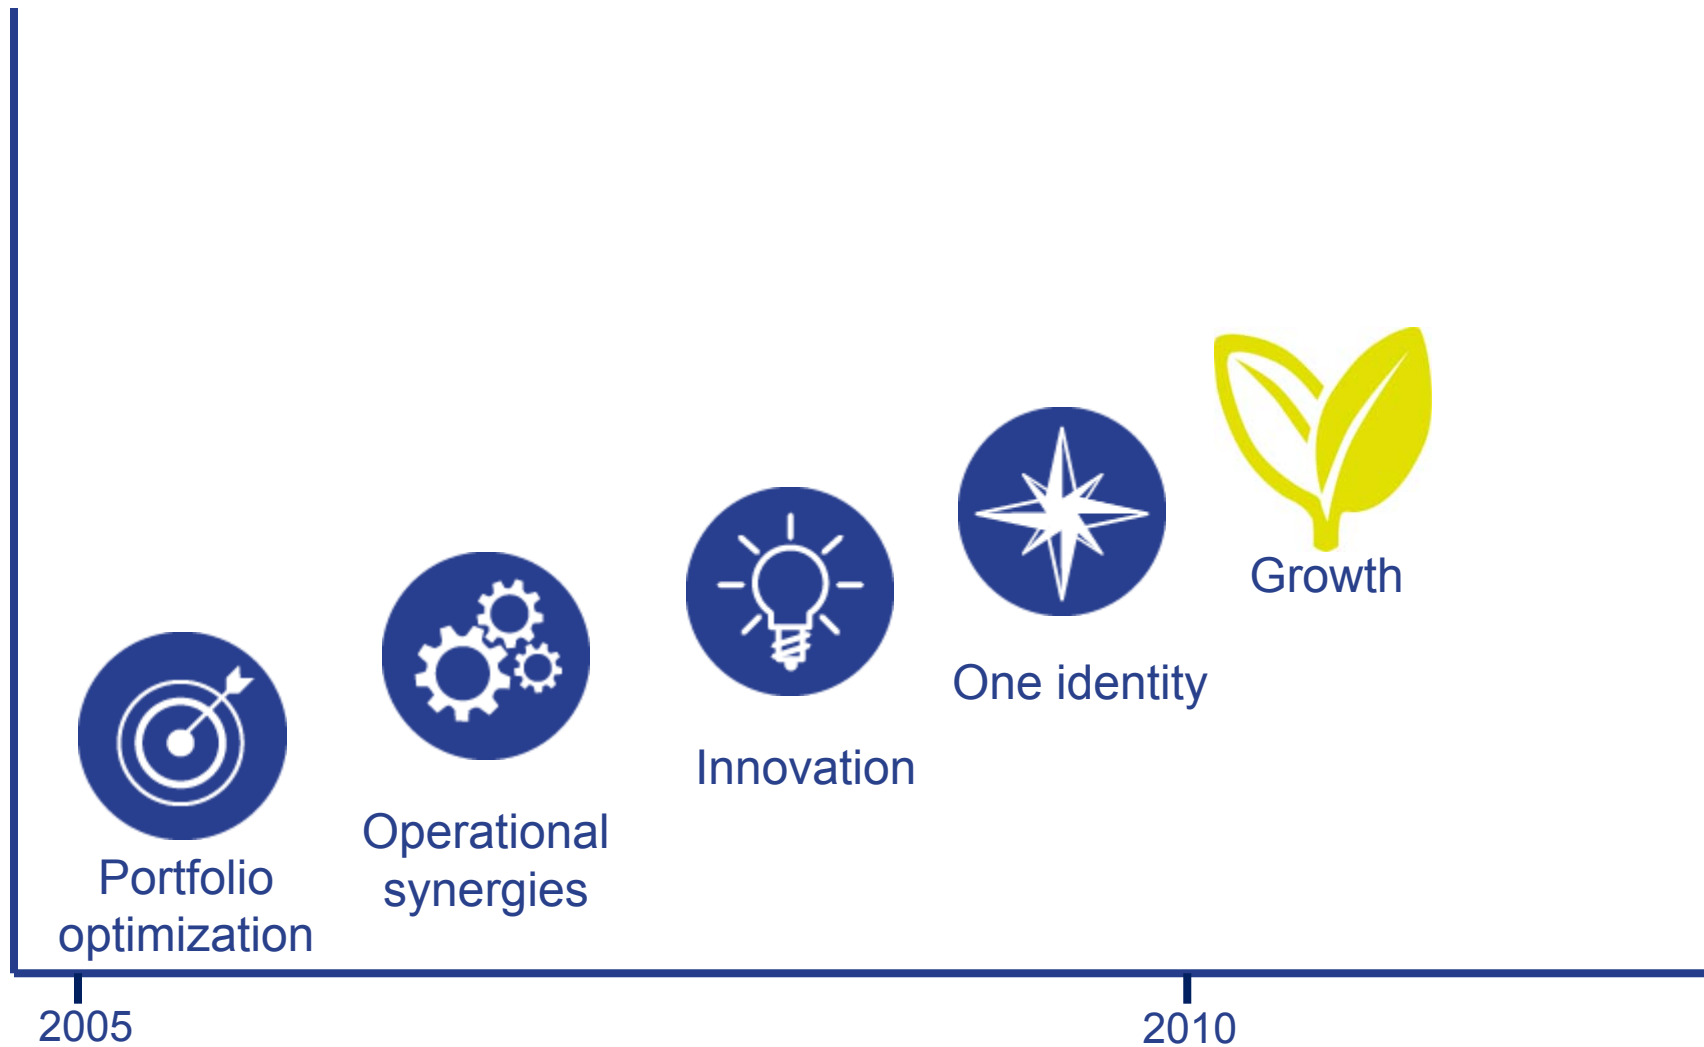 Portfolio
optimization
Operational
synergies
Innovation
One identity
Growth
2005
2010